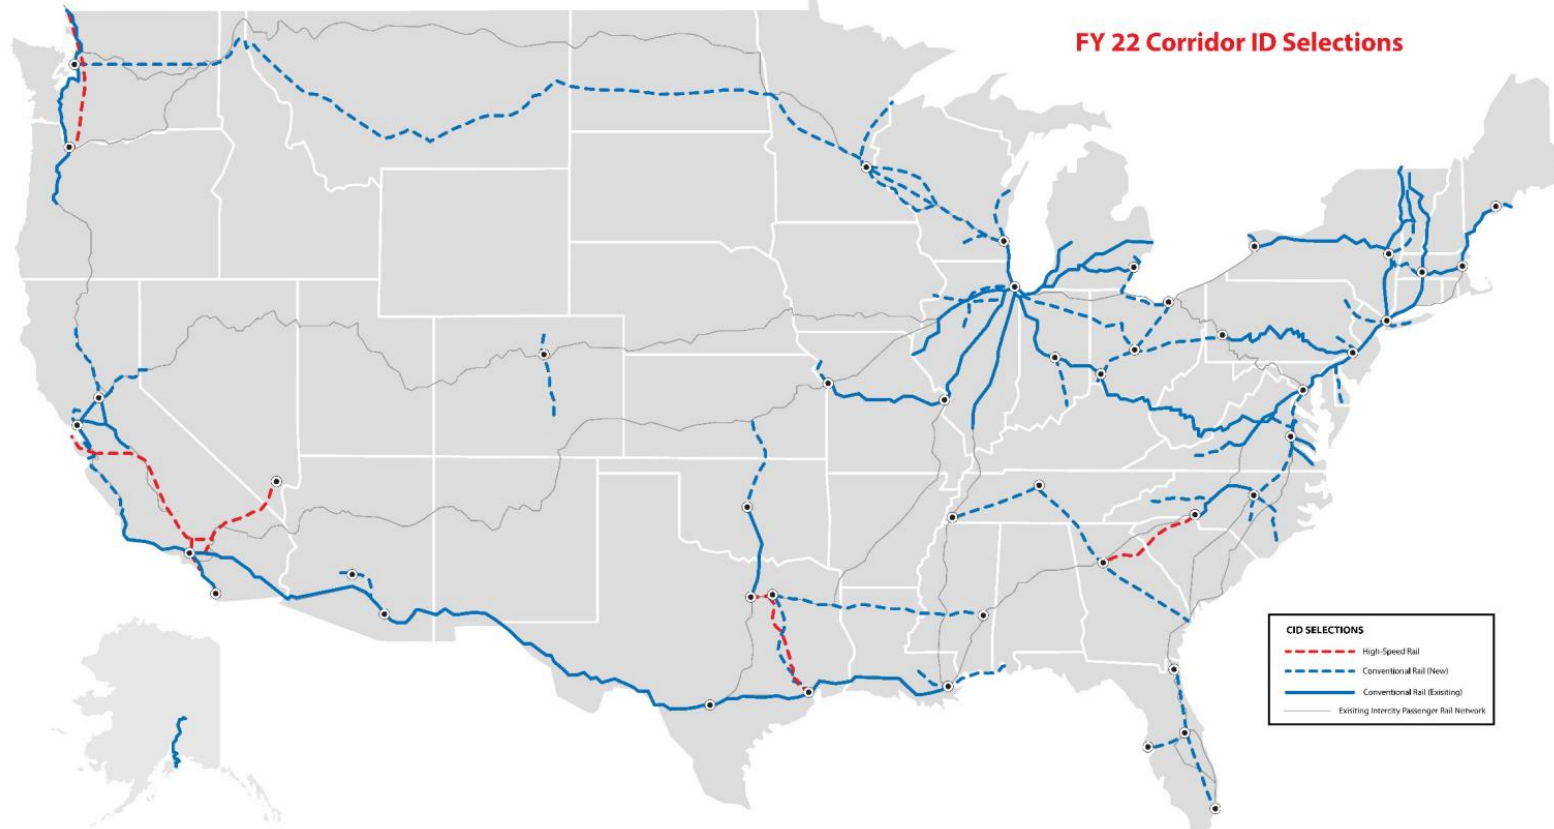 FY 22 Corridor ID Selections
CID SELECTIONS
High-Speed Rail
Conventional Rail (New)
Conventional Rail (Exisiting)
Exisiting Intercity Passenger Rail Network